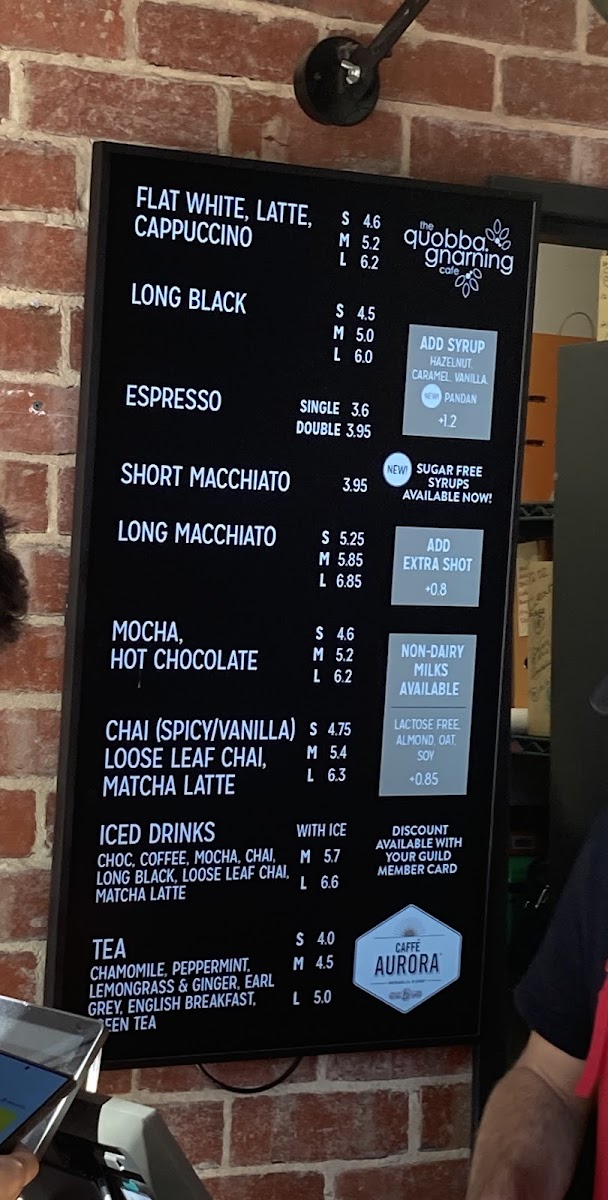 FLAT WHITE, LATTE,
CAPPUCCINO
S 4.6
M 5.2
L 6.2
the
quobba
gnarning
cafe
LONG BLACK
S 4.5
M 5.0
L 6.0
ADD SYRUP
HAZELNUT,
CARAMEL, VANILLA,
NEW! PANDAN
+1.2
ESPRESSO
SINGLE 3.6
DOUBLE 3.95
SHORT MACCHIATO 3.95
NEW! SUGAR FREE
SYRUPS
AVAILABLE NOW!
LONG MACCHIATO
S 5.25
M 5.85
L 6.85
ADD
EXTRA SHOT
+0.8
MOCHA,
HOT CHOCOLATE
S 4.6
M 5.2
L 6.2
NON-DAIRY
MILKS
AVAILABLE
LACTOSE FREE,
ALMOND, OAT,
SOY
+0.85
CHAI (SPICY/VANILLA)
LOOSE LEAF CHAI,
MATCHA LATTE
S 4.75
M 5.4
L 6.3
ICED DRINKS
WITH ICE
CHOC, COFFEE, MOCHA, CHAI,
LONG BLACK, LOOSE LEAF CHAI,
MATCHA LATTE
M 5.7
L 6.6
DISCOUNT
AVAILABLE WITH
YOUR GUILD
MEMBER CARD
TEA
CHAMOMILE, PEPPERMINT,
LEMONGRASS & GINGER, EARL
GREY, ENGLISH BREAKFAST,
EEN TEA
S 4.0
M 4.5
L 5.0
CAFFÉ
AURORA